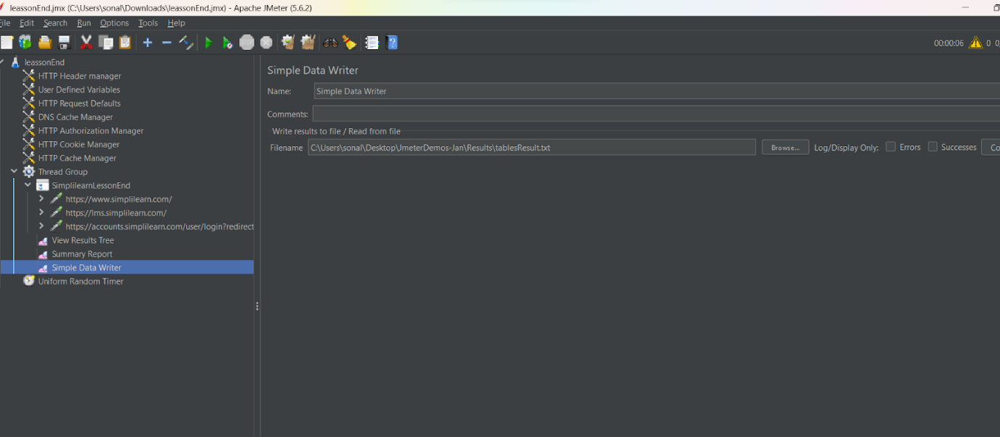 leassonEnd.jmx (C:\Users\sonal\Downloads\leassonEnd.jmx) - Apache JMeter (5.6.2)
File Edit Search Run Options Tools Help
00:00:06 0 0
leassonEnd
HTTP Header manager
User Defined Variables
HTTP Request Defaults
DNS Cache Manager
HTTP Authorization Manager
HTTP Cookie Manager
HTTP Cache Manager
Thread Group
SimplilearnLessonEnd
https://www.simplilearn.com/
https://lms.simplilearn.com/
https://accounts.simplilearn.com/user/login?redirect
View Results Tree
Summary Report
Simple Data Writer
Uniform Random Timer
Simple Data Writer
Name: Simple Data Writer
Comments:
Write results to file / Read from file
Filename C:\Users\sonal\Desktop\JmeterDemos-Jan\Results\tablesResult.txt Browse... Log/Display Only: Errors Successes Co